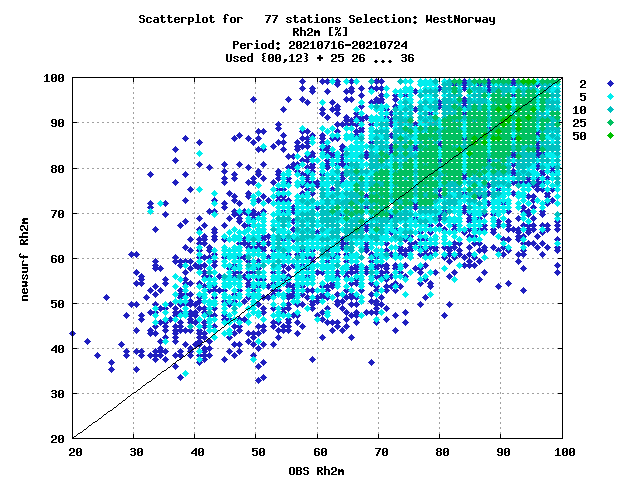 Scatterplot for 77 stations Selection: WestNorway
Rh2m [%]
Period: 20210716-20210724
Used {00,12} + 25 26 ... 36
100
90
80
70
60
50
40
30
20
newsurf Rh2m
2
5
10
25
50
20 30 40 50 60 70 80 90 100
OBS Rh2m